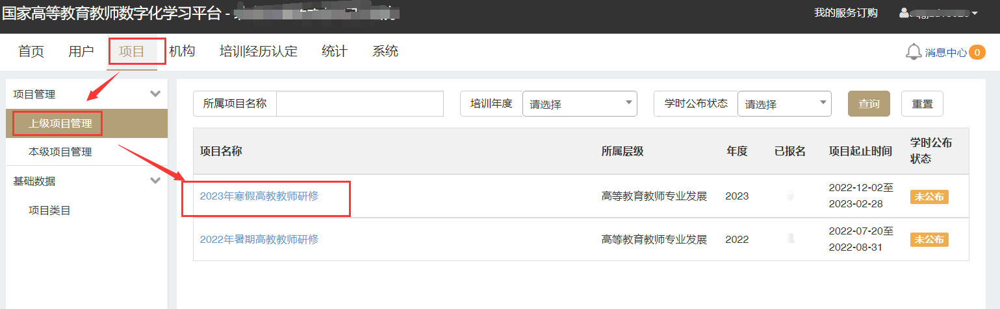 国家高等教育教师数字化学习平台 -
我的服务订购
首页 用户 项目 机构 培训经历认定 统计 系统
消息中心 0
项目管理
上级项目管理
本级项目管理
基础数据
项目类目
所属项目名称 培训年度 请选择 学时公布状态 请选择 查询 重置
项目名称 所属层级 年度 已报名 项目起止时间 学时公布状态
2023年寒假高教教师研修 高等教育教师专业发展 2023 2022-12-02至 2023-02-28 未公布
2022年暑期高教教师研修 高等教育教师专业发展 2022 2022-07-20至 2022-08-31 未公布